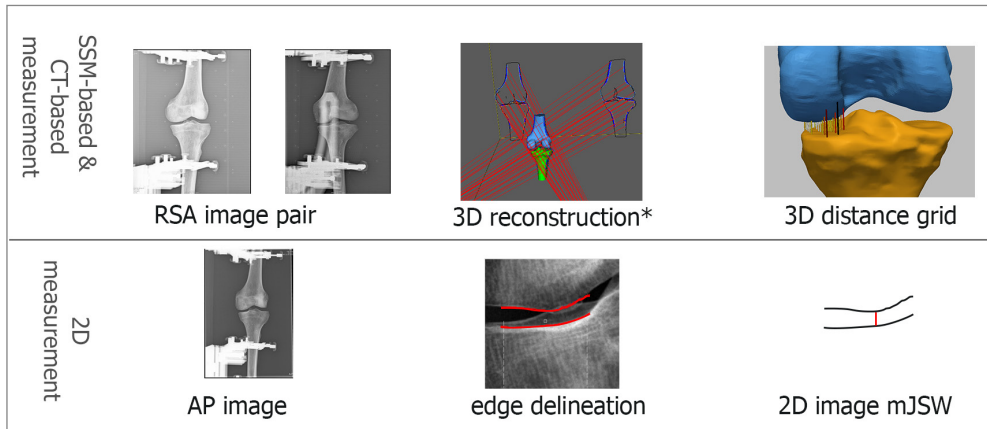 SSM-based &
CT-based
measurement
RSA image pair
3D reconstruction*
3D distance grid
2D
measurement
AP image
edge delineation
2D image mJSW